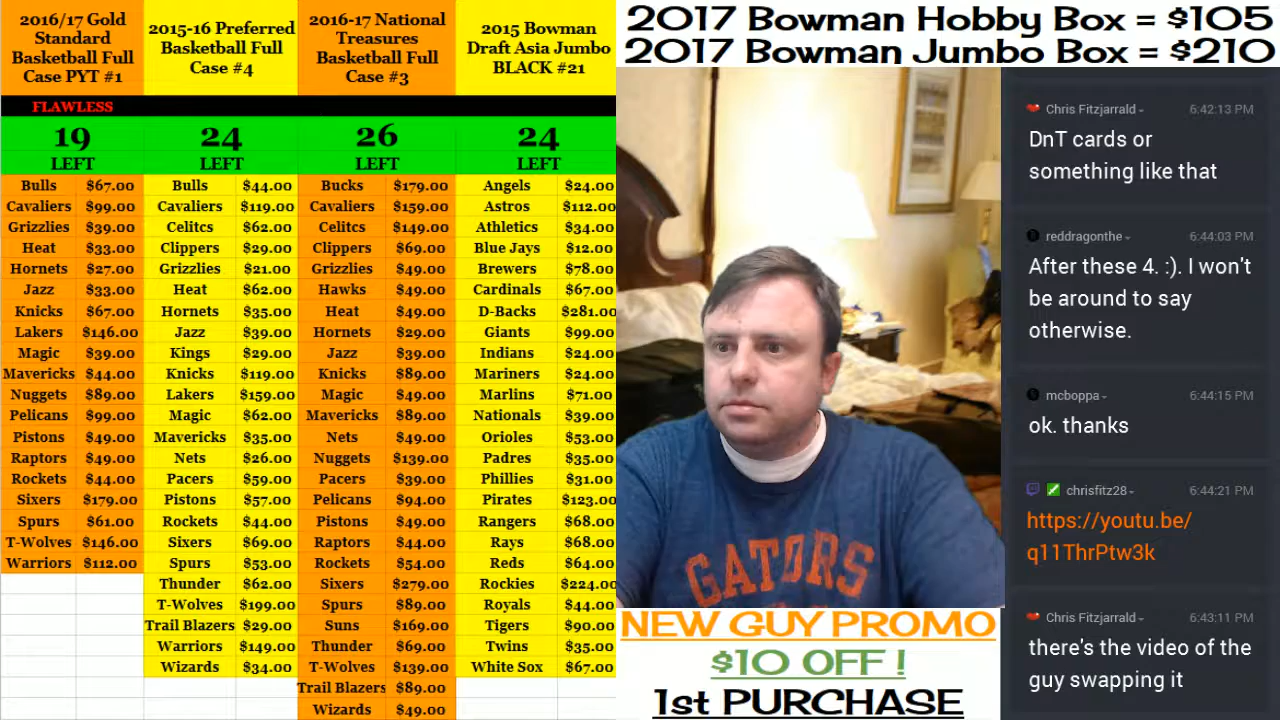 2016/17 Gold
Standard
Basketball Full
Case PYT #1
2015-16 Preferred
Basketball Full
Case #4
2016-17 National
Treasures
Basketball Full
Case #3
2015 Bowman
Draft Asia Jumbo
BLACK #21
FLAWLESS
19
LEFT
24
LEFT
26
LEFT
24
LEFT
Bulls $67.00
Cavaliers $99.00
Grizzlies $39.00
Heat $33.00
Hornets $27.00
Jazz $33.00
Knicks $67.00
Lakers $146.00
Magic $39.00
Mavericks $44.00
Nuggets $89.00
Pelicans $99.00
Pistons $49.00
Raptors $49.00
Rockets $44.00
Sixers $179.00
Spurs $61.00
T-Wolves $146.00
Warriors $112.00
Bulls $44.00
Cavaliers $119.00
Celitcs $62.00
Clippers $29.00
Grizzlies $21.00
Heat $62.00
Hornets $35.00
Jazz $39.00
Kings $29.00
Knicks $119.00
Lakers $159.00
Magic $62.00
Mavericks $35.00
Nets $26.00
Pacers $59.00
Pistons $57.00
Rockets $44.00
Sixers $69.00
Spurs $53.00
Thunder $62.00
T-Wolves $199.00
Trail Blazers $29.00
Warriors $149.00
Wizards $34.00
Bucks $179.00
Cavaliers $159.00
Celitcs $149.00
Clippers $69.00
Grizzlies $49.00
Hawks $49.00
Heat $49.00
Hornets $29.00
Jazz $39.00
Knicks $89.00
Magic $49.00
Mavericks $89.00
Nets $49.00
Nuggets $139.00
Pacers $39.00
Pelicans $94.00
Pistons $49.00
Raptors $44.00
Rockets $54.00
Sixers $279.00
Spurs $89.00
Suns $169.00
Thunder $69.00
T-Wolves $139.00
Trail Blazers $89.00
Wizards $49.00
Angels $24.00
Astros $112.00
Athletics $34.00
Blue Jays $12.00
Brewers $78.00
Cardinals $67.00
D-Backs $281.00
Giants $99.00
Indians $24.00
Mariners $24.00
Marlins $71.00
Nationals $39.00
Orioles $53.00
Padres $35.00
Phillies $31.00
Pirates $123.00
Rangers $68.00
Rays $68.00
Reds $64.00
Rockies $224.00
Royals $44.00
Tigers $90.00
Twins $35.00
White Sox $67.00
2017 Bowman Hobby Box = $105
2017 Bowman Jumbo Box = $210
GATORS
NEW GUY PROMO
$10 OFF !
1st PURCHASE
Chris Fitzjarrald 6:42:13 PM
DnT cards or
something like that
reddragonthe 6:44:03 PM
After these 4. :). I won't
be around to say
otherwise.
mcboppa 6:44:15 PM
ok. thanks
chrisfitz28 6:44:21 PM
https://youtu.be/
q11ThrPtw3k
Chris Fitzjarrald 6:43:11 PM
there's the video of the
guy swapping it